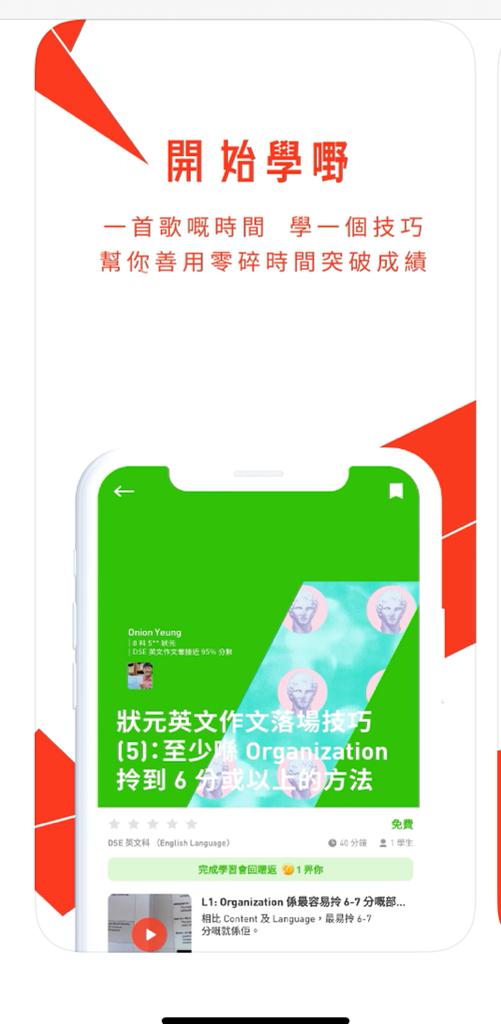 開始學嘢
一首歌嘅時間 學一個技巧
幫你善用零碎時間突破成績
Onion Yeung
8 科 5** 狀元
DSE 英文作文奪接近 95% 分數
狀元英文作文落場技巧
(5):至少喺 Organization
拎到 6 分或以上的方法
免費
DSE 英文科 (English Language)
40 分鐘
1 學生
完成學習會回贈返 1 畀你
L1: Organization 係最容易拎 6-7 分嘅部...
相比 Content 及 Language,最易拎 6-7
分嘅就係佢。